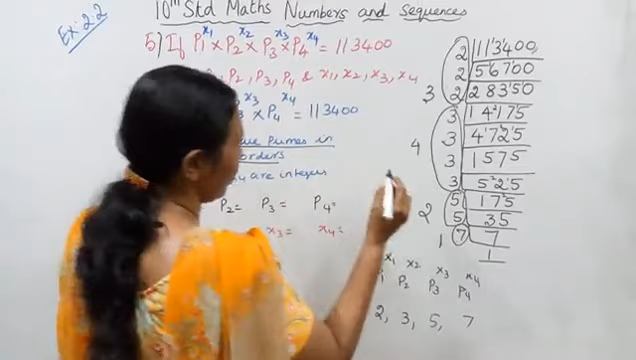 10th Std Maths Numbers and Sequences
Ex: 2.2
5) If P1^x1 × P2^x2 × P3^x3 × P4^x4 = 113400
P2, P3, P4 & x1, x2, x3, x4
x3 x4
× P4 = 113400
Primes in
orders
are integers
P2= P3= P4=
x3= x4=
2 | 113400
2 | 56700
3 2 | 28350
3 | 14175
4 3 | 4725
3 | 1575
3 | 525
2 5 | 175
5 | 35
1 7 | 7
1
x1 x2 x3 x4
P2 P3 P4
2, 3, 5, 7